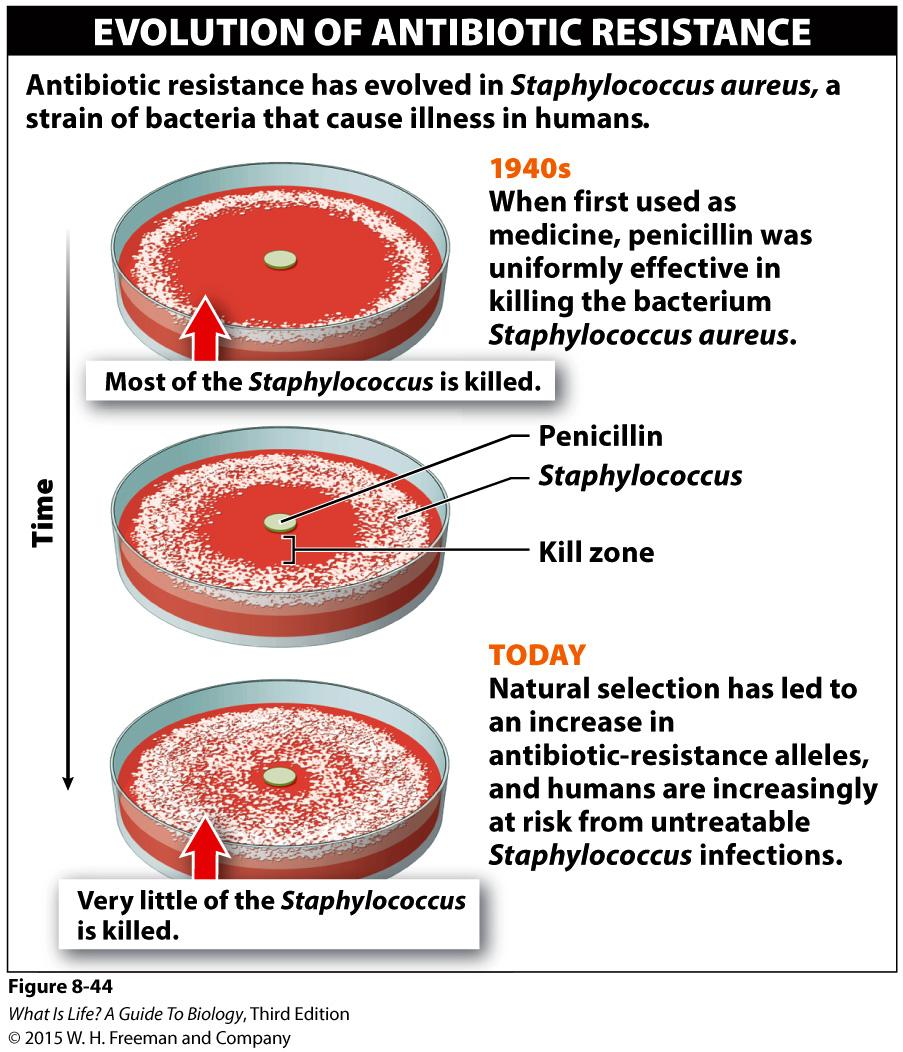 EVOLUTION OF ANTIBIOTIC RESISTANCE
Antibiotic resistance has evolved in Staphylococcus aureus, a
strain of bacteria that cause illness in humans.
1940s
When first used as
medicine, penicillin was
uniformly effective in
killing the bacterium
Staphylococcus aureus.
Most of the Staphylococcus is killed.
Time
Penicillin
Staphylococcus
Kill zone
TODAY
Natural selection has led to
an increase in
antibiotic-resistance alleles,
and humans are increasingly
at risk from untreatable
Staphylococcus infections.
Very little of the Staphylococcus
is killed.
Figure 8-44
What Is Life? A Guide To Biology, Third Edition
© 2015 W. H. Freeman and Company